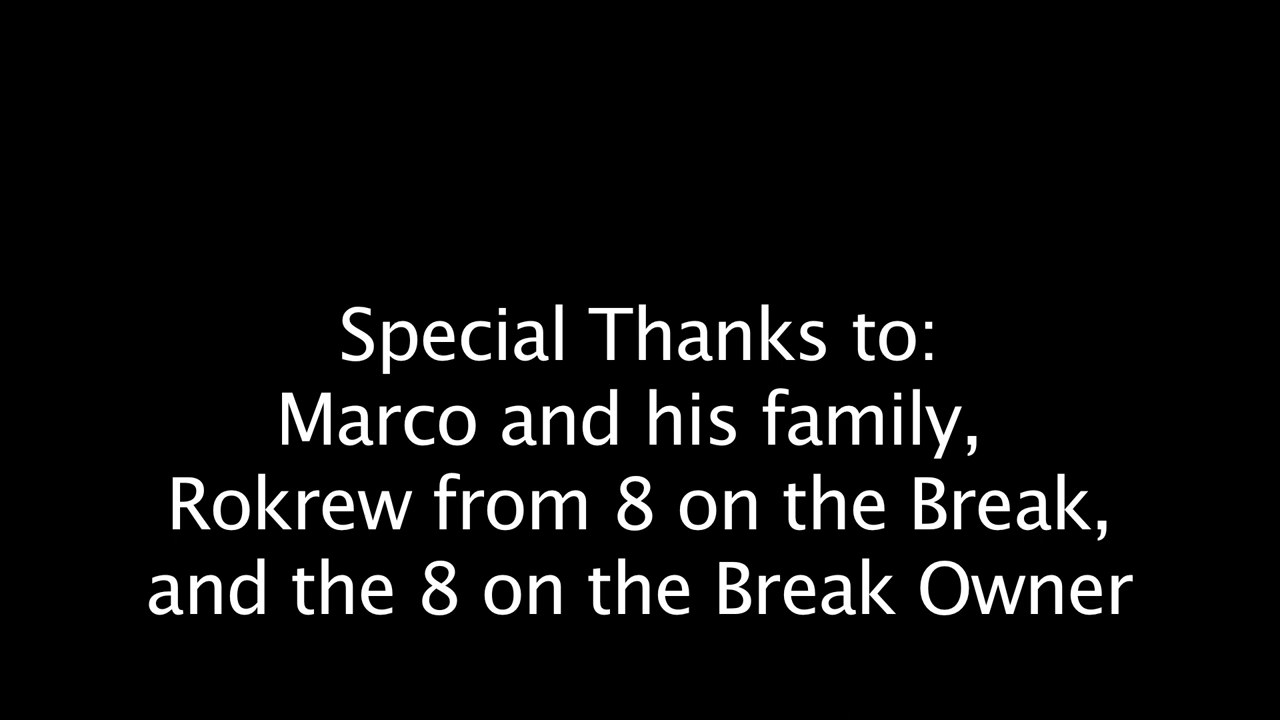 Special Thanks to:
Marco and his family,
Rokrew from 8 on the Break,
and the 8 on the Break Owner